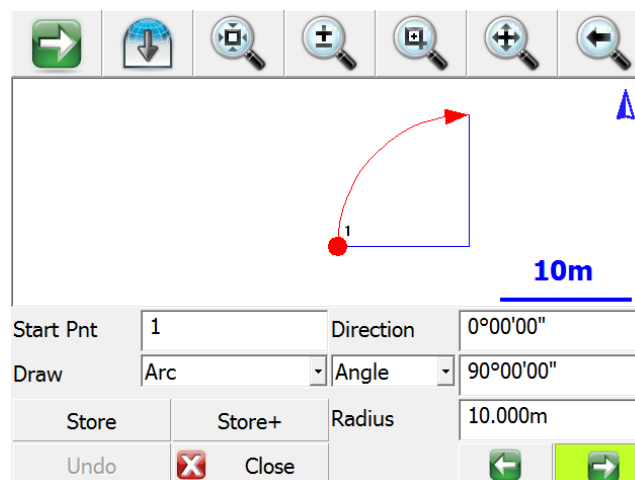 1
10m
Start Pnt 1 Direction 0°00'00"
Draw Arc Angle 90°00'00"
Store Store+ Radius 10.000m
Undo Close